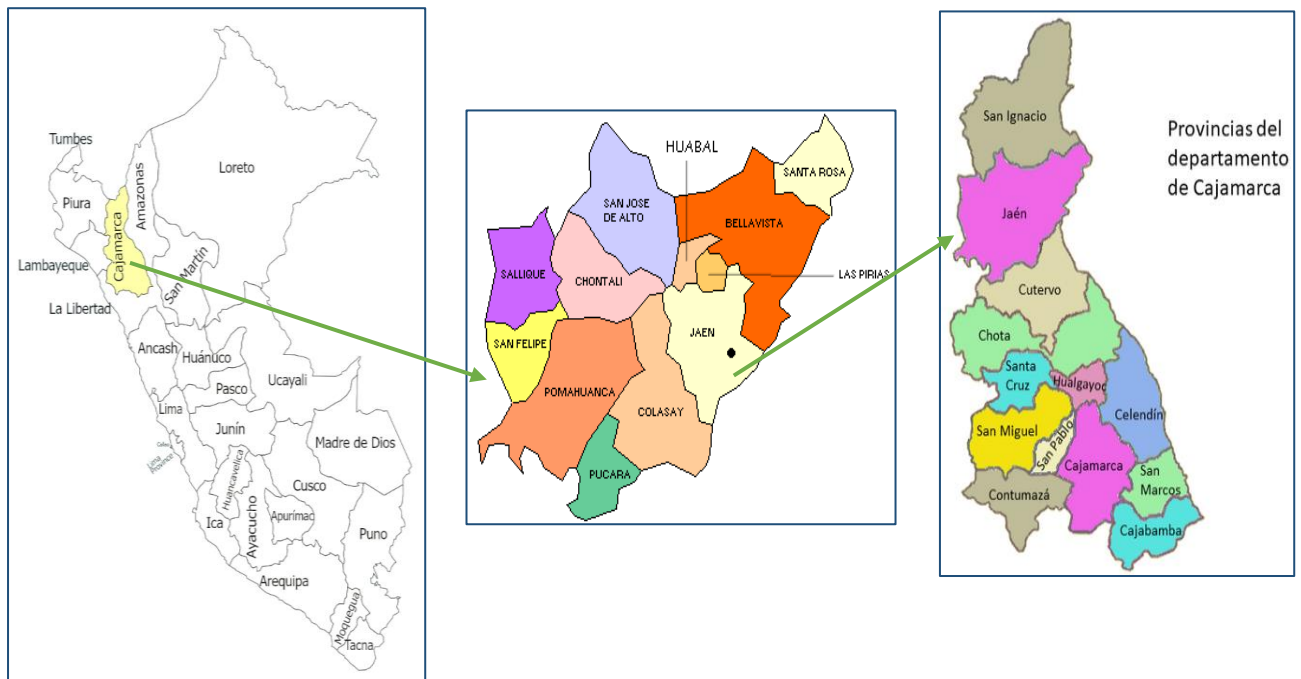 Tumbes
Loreto
Amazonas
Piura
Cajamarca
San Martín
Lambayeque
La Libertad
Ancash
Huánuco
Ucayali
Pasco
Lima
Junín
Madre de Dios
Callao
Lima
Province
Huancavelica
Cusco
Ica
Ayacucho
Apurímac
Puno
Arequipa
Moquegua
Tacna
HUABAL
SANTA ROSA
SAN JOSE
DE ALTO
BELLAVISTA
SALLIQUE
CHONTALI
LAS PIRIAS
JAEN
SAN FELIPE
POMAHUANCA
COLASAY
PUCARA
Provincias del
departamento
de Cajamarca
San Ignacio
Jaén
Cutervo
Chota
Santa
Cruz
Hualgayoc
Celendín
San Miguel
San Pablo
Cajamarca
San
Marcos
Contumazá
Cajabamba